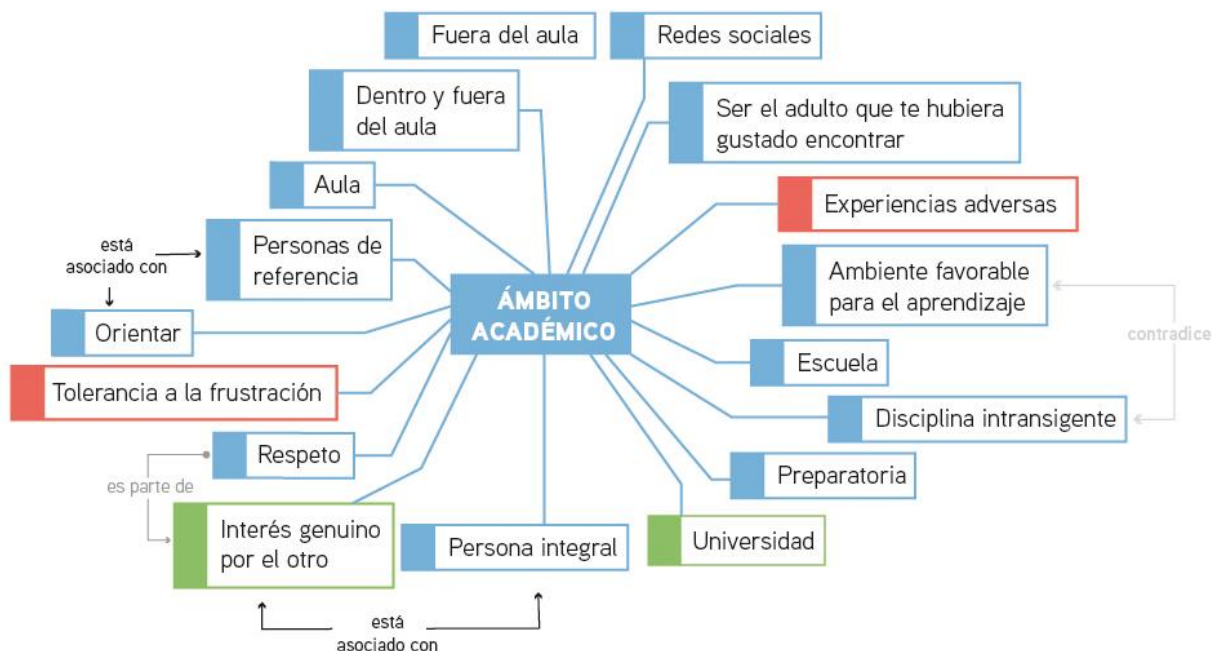 Fuera del aula
Redes sociales
Dentro y fuera
del aula
Ser el adulto que te hubiera
gustado encontrar
Aula
Experiencias adversas
está
asociado con
Personas de
referencia
Ambiente favorable
para el aprendizaje
ÁMBITO
ACADÉMICO
Orientar
contradice
Escuela
Tolerancia a la frustración
Disciplina intransigente
Respeto
Preparatoria
es parte de
Interés genuino
por el otro
Persona integral
Universidad
está
asociado con